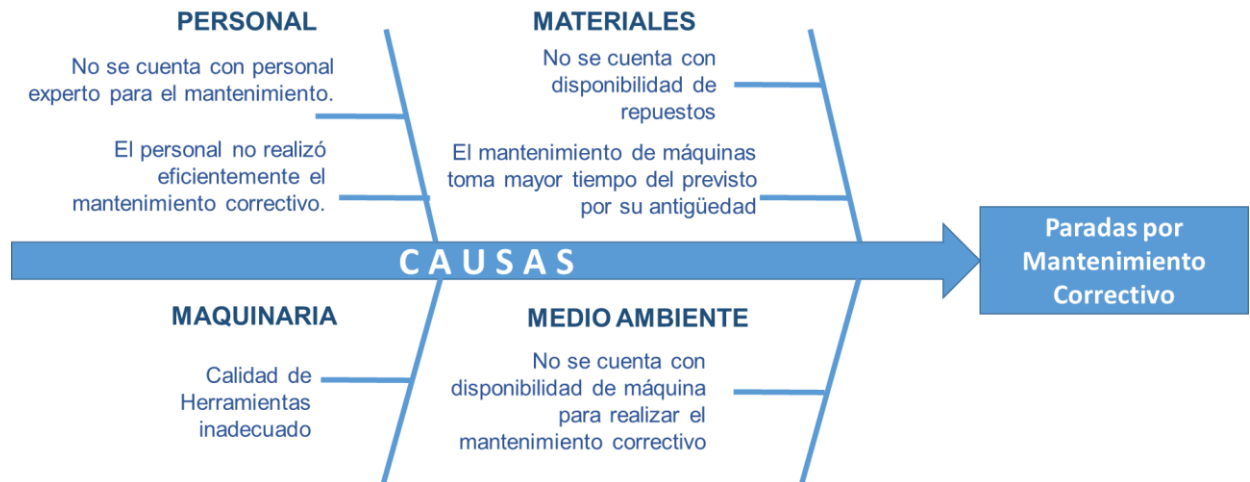 PERSONAL
No se cuenta con personal
experto para el mantenimiento.
El personal no realizó
eficientemente el
mantenimiento correctivo.
MATERIALES
No se cuenta con
disponibilidad de
repuestos
El mantenimiento de máquinas
toma mayor tiempo del previsto
por su antigüedad
CAUSAS
Paradas por
Mantenimiento
Correctivo
MAQUINARIA
Calidad de
Herramientas
inadecuado
MEDIO AMBIENTE
No se cuenta con
disponibilidad de máquina
para realizar el
mantenimiento correctivo